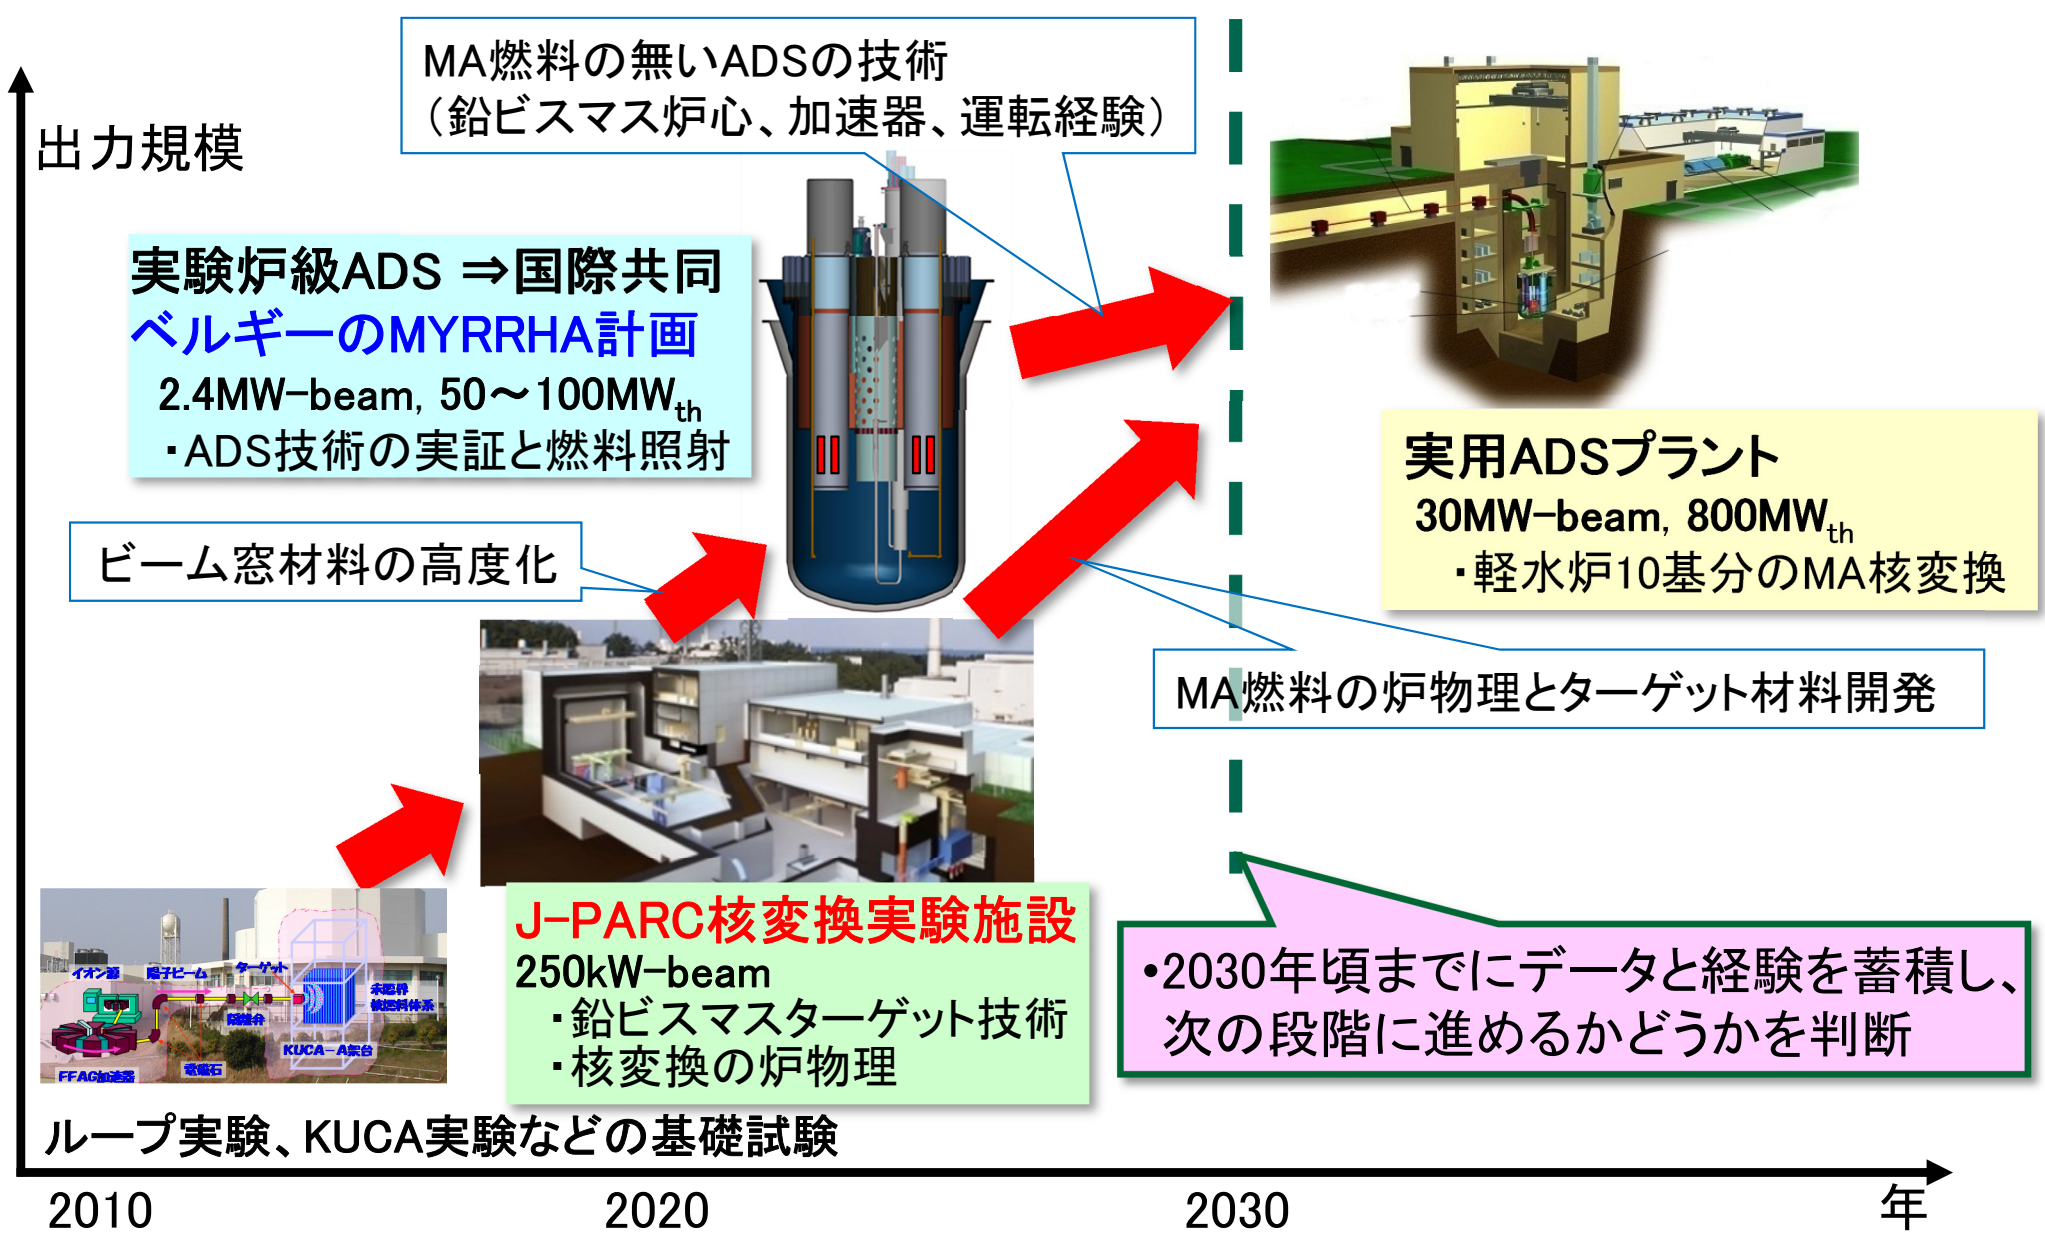 出力規模
MA燃料の無いADSの技術
（鉛ビスマス炉心、加速器、運転経験）
実験炉級ADS ⇒国際共同
ベルギーのMYRRHA計画
2.4MW-beam, 50～100MWth
・ADS技術の実証と燃料照射
実用ADSプラント
30MW-beam, 800MWth
・軽水炉10基分のMA核変換
ビーム窓材料の高度化
MA燃料の炉物理とターゲット材料開発
J-PARC核変換実験施設
250kW-beam
・鉛ビスマスターゲット技術
・核変換の炉物理
•2030年頃までにデータと経験を蓄積し、
次の段階に進めるかどうかを判断
イオン源
陽子ビーム
ターゲット
未臨界
核燃料体系
隔離弁
KUCA-A架台
電磁石
FFAG加速器
ループ実験、KUCA実験などの基礎試験
2010
2020
2030
年